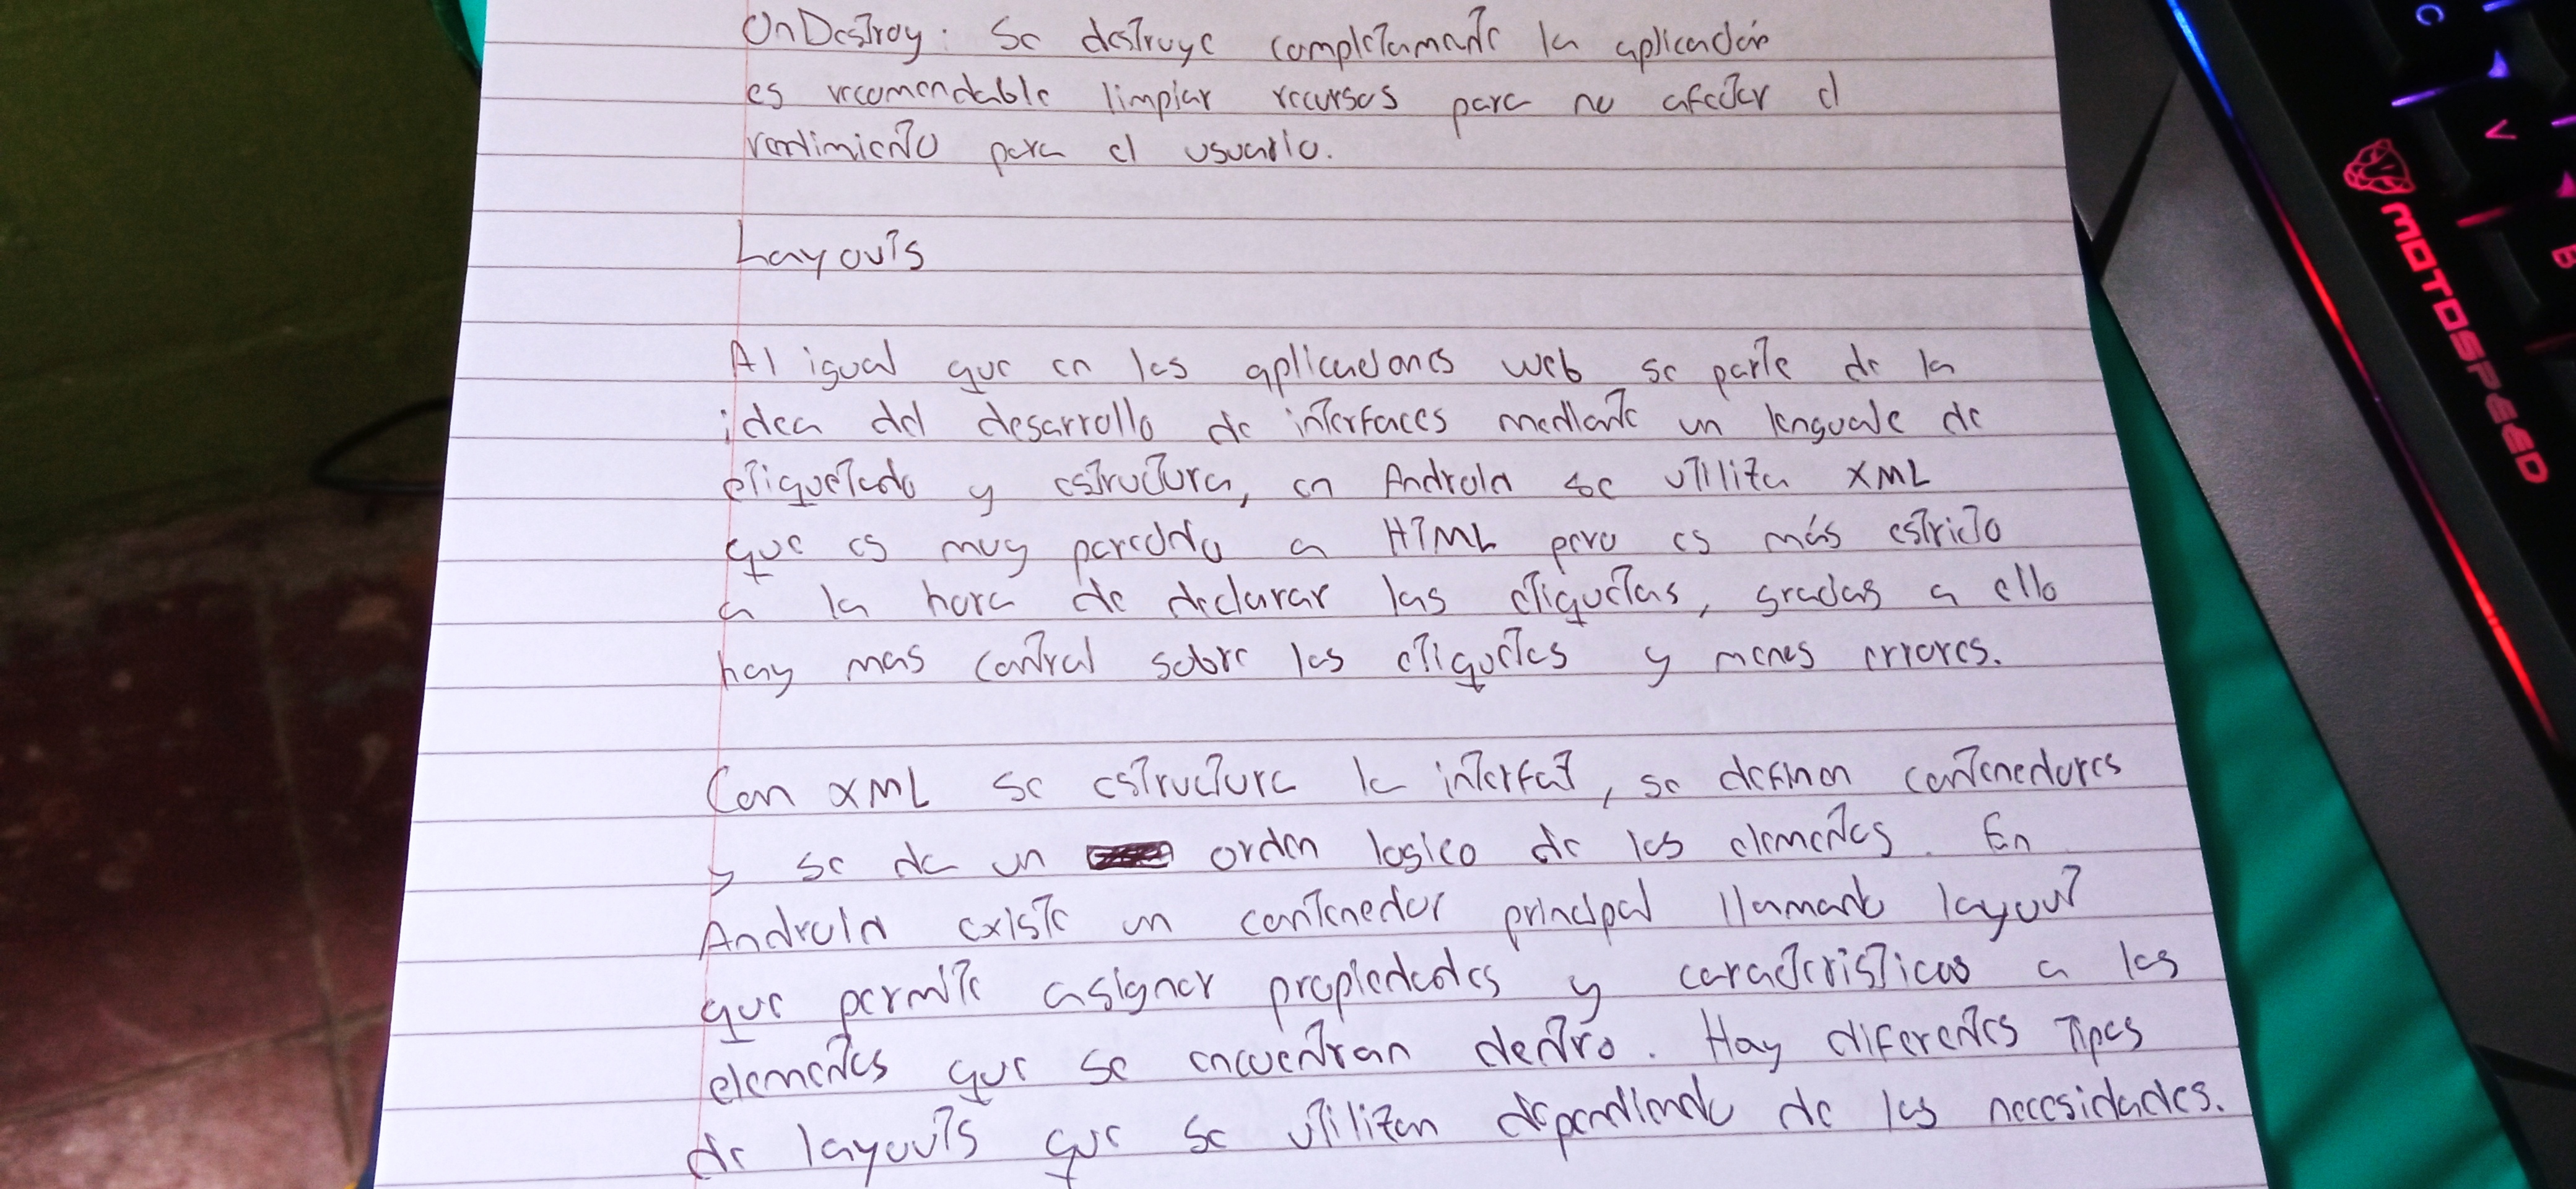 OnDestroy: Se destruye completamente la aplicación
es recomendable limpiar recursos para no afectar el
rendimiento para el usuario.
Layouts
Al igual que en las aplicaciones web se parte de la
idea del desarrollo de interfaces mediante un lenguaje de
etiquetado y estructura, en Android se utiliza XML
que es muy parecido a HTML pero es más estricto
a la hora de declarar las etiquetas, gracias a ello
hay mas control sobre las etiquetas y menos errores.
Con XML se estructura la interfaz, se definen contenedores
y se da un orden logico de los elementos. En
Android existe un contenedor principal llamado layout
que permite asignar propiedades y caracteristicas a los
elementos que se encuentran dentro. Hay diferentes tipos
de layouts que se utilizan dependiendo de las necesidades.
MOTOSPEED
C
V
B